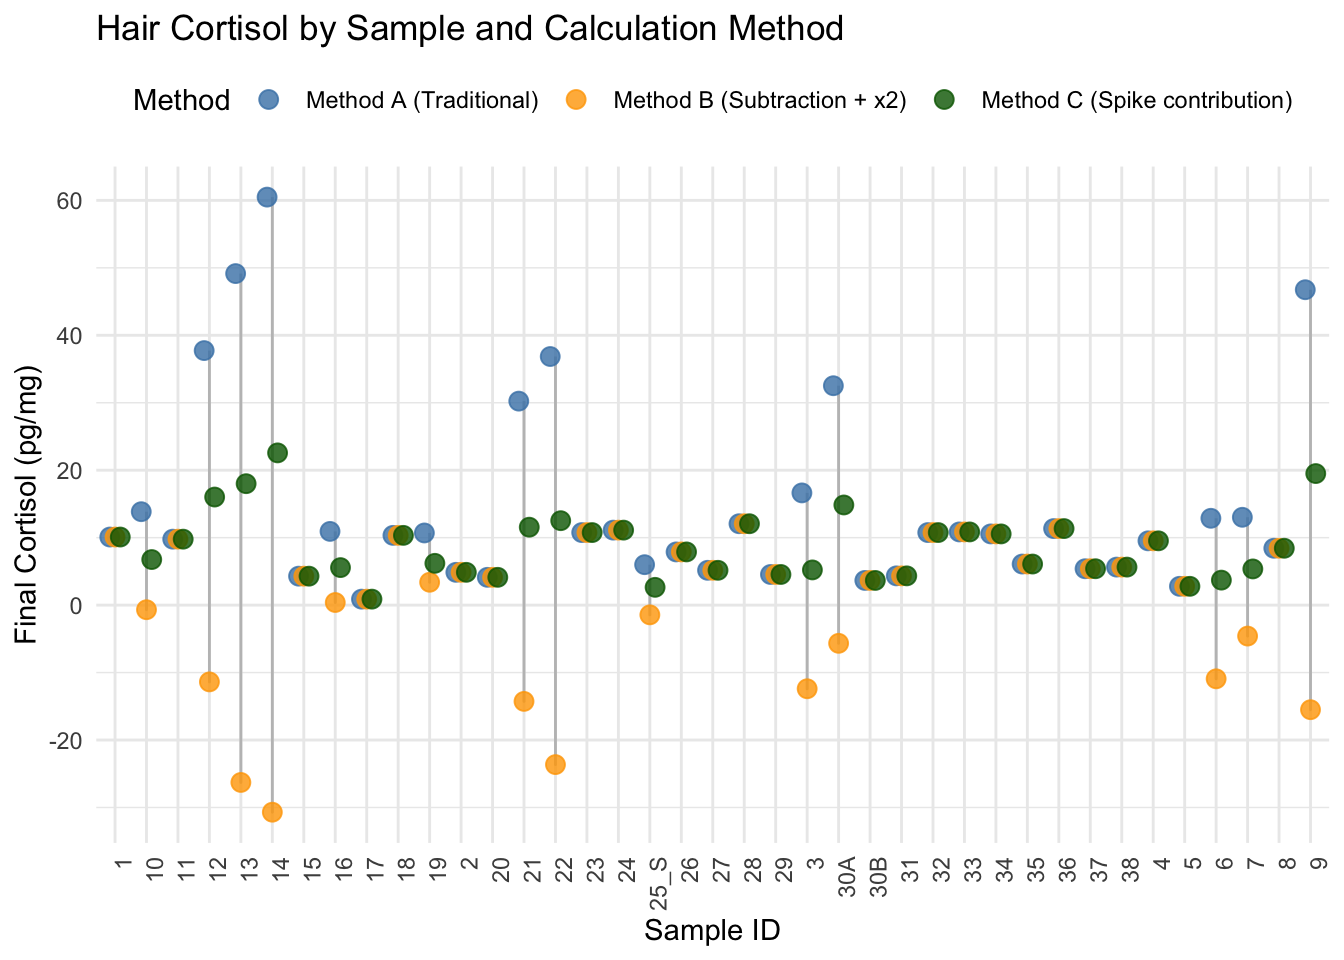 Hair Cortisol by Sample and Calculation Method
Method Method A (Traditional) Method B (Subtraction + x2) Method C (Spike contribution)
Final Cortisol (pg/mg)
60
40
20
0
-20
1 10 11 12 13 14 15 16 17 18 19 2 20 21 22 23 24 25_S 26 27 28 29 3 30A 30B 31 32 33 34 35 36 37 38 4 5 6 7 8 9
Sample ID